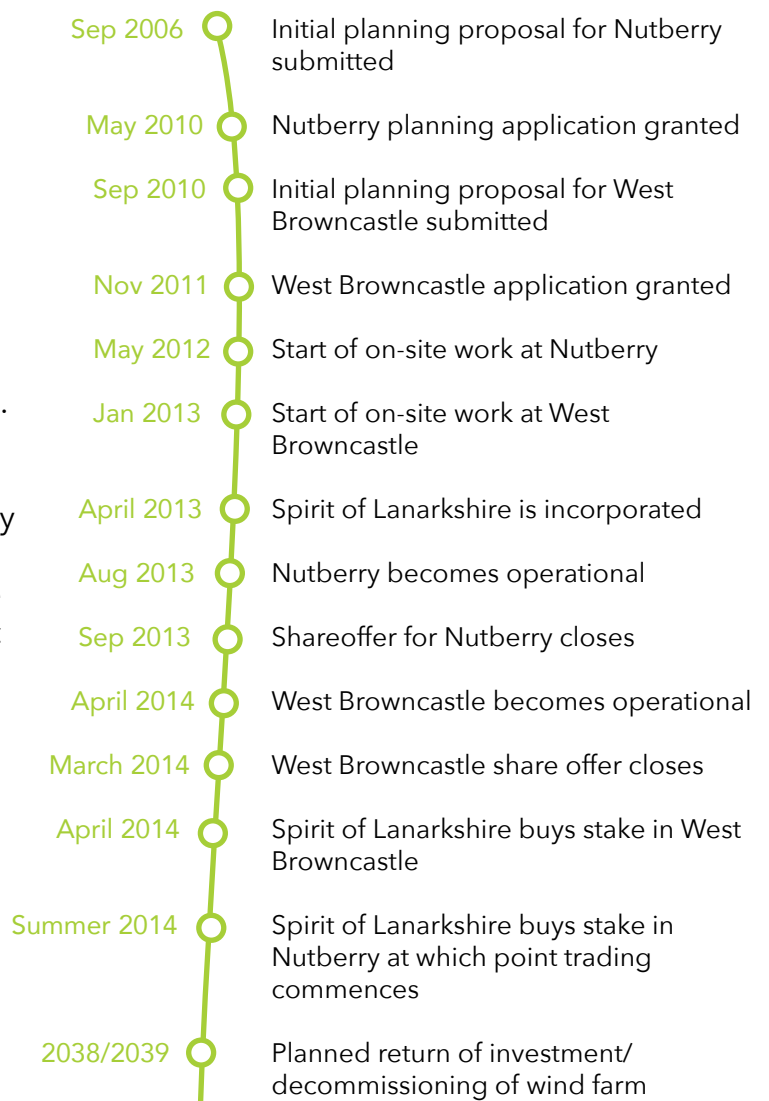 Sep 2006
Initial planning proposal for Nutberry
submitted
May 2010
Nutberry planning application granted
Sep 2010
Initial planning proposal for West
Browncastle submitted
Nov 2011
West Browncastle application granted
May 2012
Start of on-site work at Nutberry
.
Jan 2013
Start of on-site work at West
Browncastle
y
April 2013
Spirit of Lanarkshire is incorporated
Aug 2013
Nutberry becomes operational
Sep 2013
Shareoffer for Nutberry closes
April 2014
West Browncastle becomes operational
March 2014
West Browncastle share offer closes
April 2014
Spirit of Lanarkshire buys stake in West
Browncastle
Summer 2014
Spirit of Lanarkshire buys stake in
Nutberry at which point trading
commences
2038/2039
Planned return of investment/
decommissioning of wind farm